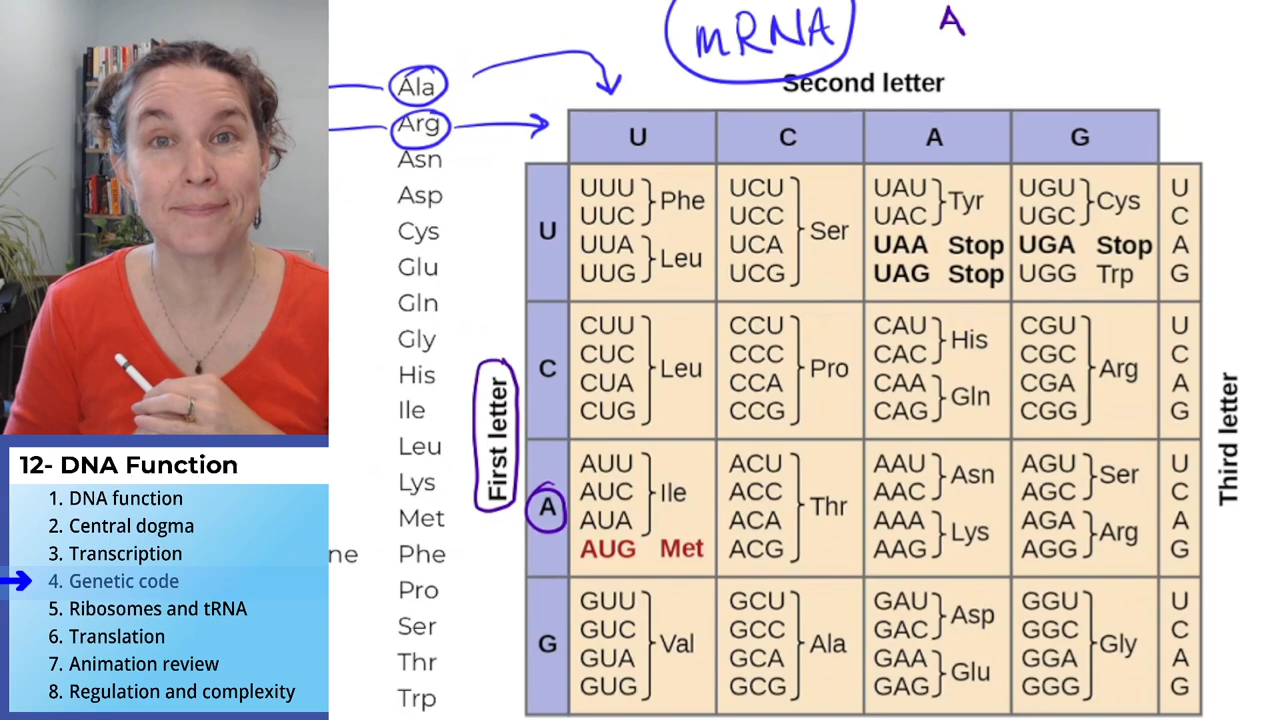 mRNA
A
Second letter
U C A G
First letter
Third letter
U
UUU
UUC
Phe
UUA
UUG
Leu
UCU
UCC
UCA
UCG
Ser
UAU
UAC
Tyr
UAA Stop
UAG Stop
UGU
UGC
Cys
UGA Stop
UGG Trp
U
C
A
G
C
CUU
CUC
CUA
CUG
Leu
CCU
CCC
CCA
CCG
Pro
CAU
CAC
His
CAA
CAG
Gln
CGU
CGC
CGA
CGG
Arg
U
C
A
G
A
AUU
AUC
AUA
Ile
AUG Met
ACU
ACC
ACA
ACG
Thr
AAU
AAC
Asn
AAA
AAG
Lys
AGU
AGC
Ser
AGA
AGG
Arg
U
C
A
G
G
GUU
GUC
GUA
GUG
Val
GCU
GCC
GCA
GCG
Ala
GAU
GAC
Asp
GAA
GAG
Glu
GGU
GGC
GGA
GGG
Gly
U
C
A
G
Ala
Arg
Asn
Asp
Cys
Glu
Gln
Gly
His
Ile
Leu
Lys
Met
ne Phe
Pro
Ser
Thr
Trp
12- DNA Function
1. DNA function
2. Central dogma
3. Transcription
4. Genetic code
5. Ribosomes and tRNA
6. Translation
7. Animation review
8. Regulation and complexity